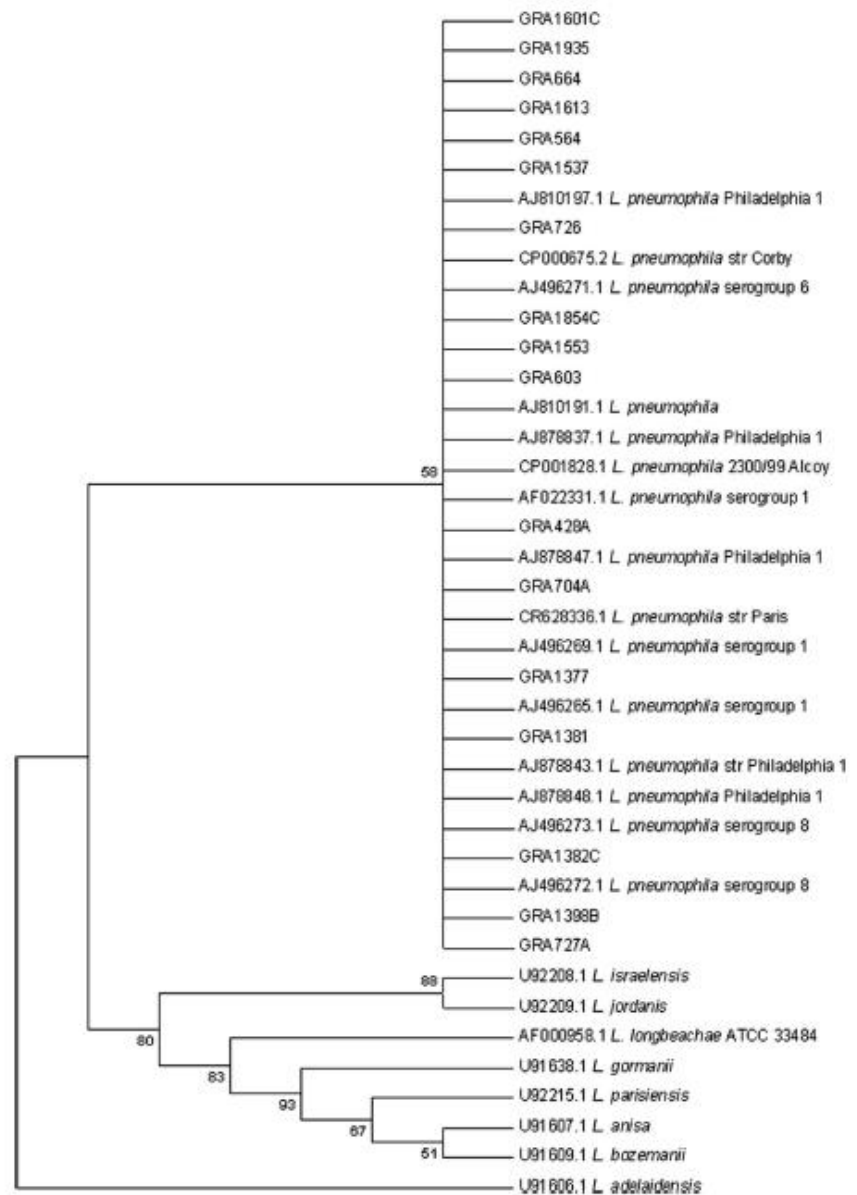 GRA1601C
GRA1935
GRA664
GRA1613
GRA564
GRA1537
AJ810197.1 L. pneumophila Philadelphia 1
GRA726
CP000675.2 L. pneumophila str Corby
AJ496271.1 L. pneumophila serogroup 6
GRA1854C
GRA1553
GRA603
AJ810191.1 L. pneumophila
AJ878837.1 L. pneumophila Philadelphia 1
CP001828.1 L. pneumophila 2300/99 Alcoy
58
AF022331.1 L. pneumophila serogroup 1
GRA428A
AJ878847.1 L. pneumophila Philadelphia 1
GRA704A
CR628336.1 L. pneumophila str Paris
AJ496269.1 L. pneumophila serogroup 1
GRA1377
AJ496265.1 L. pneumophila serogroup 1
GRA1381
AJ878843.1 L. pneumophila str Philadelphia 1
AJ878848.1 L. pneumophila Philadelphia 1
AJ496273.1 L. pneumophila serogroup 8
GRA1382C
AJ496272.1 L. pneumophila serogroup 8
GRA1398B
GRA727A
88
U92208.1 L. israelensis
U92209.1 L. jordanis
80
AF000958.1 L. longbeachae ATCC 33484
83
U91638.1 L. gormanii
93
U92215.1 L. parisiensis
67
U91607.1 L. anisa
51
U91609.1 L. bozemanii
U91606.1 L. adelaidensis